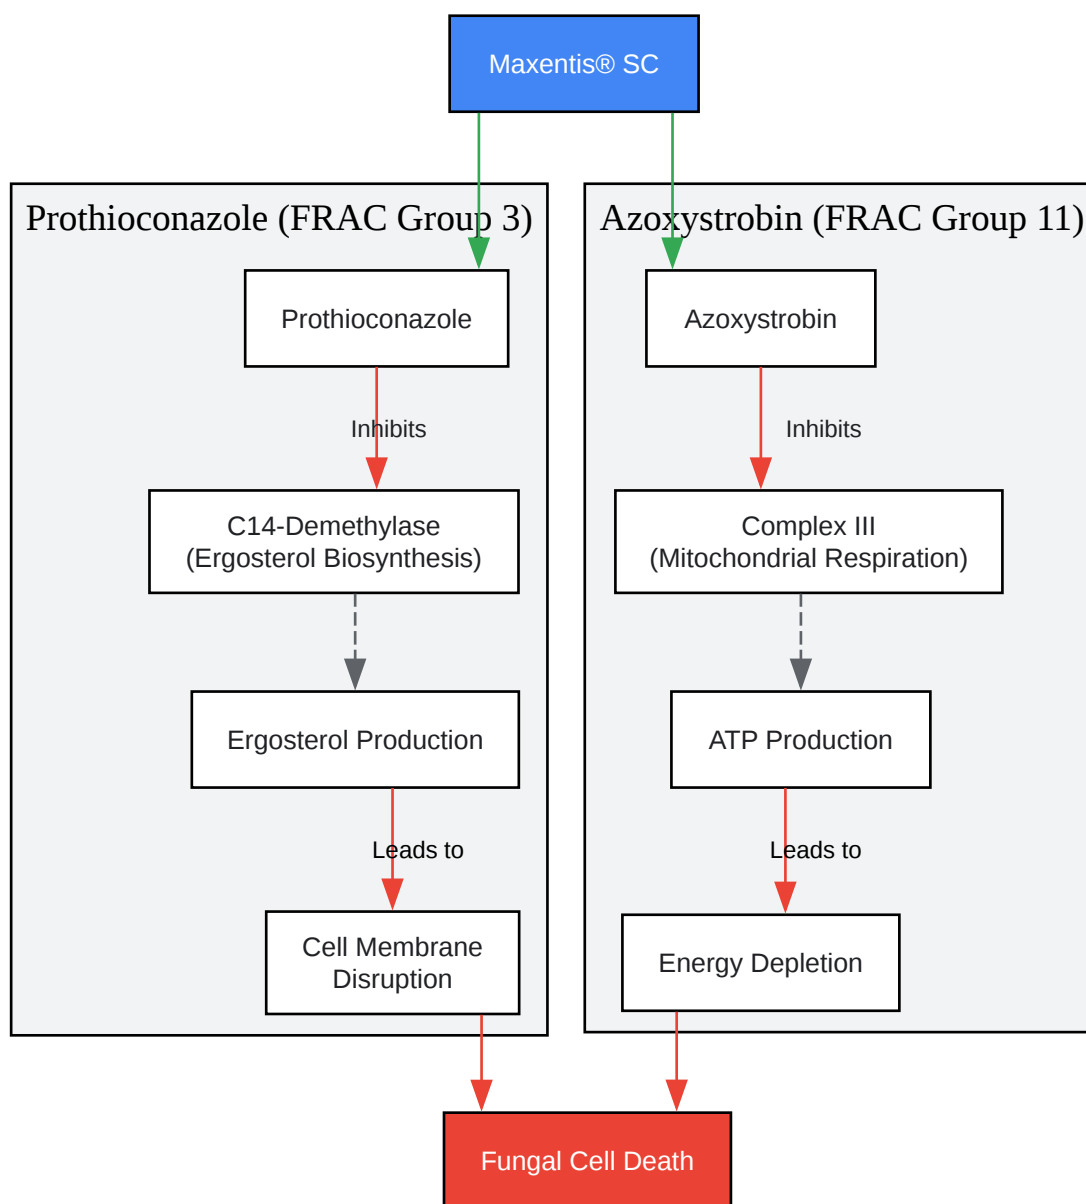 Maxentis® SC
Prothioconazole (FRAC Group 3)
Prothioconazole
Inhibits
C14-Demethylase
(Ergosterol Biosynthesis)
Ergosterol Production
Leads to
Cell Membrane
Disruption
Azoxystrobin (FRAC Group 11)
Azoxystrobin
Inhibits
Complex III
(Mitochondrial Respiration)
ATP Production
Leads to
Energy Depletion
Fungal Cell Death